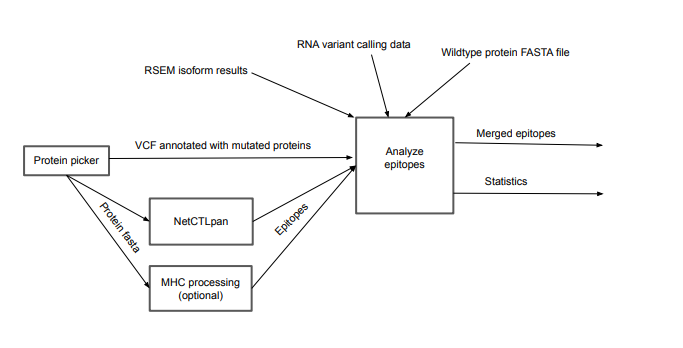 RNA variant calling data
Wildtype protein FASTA file
RSEM isoform results
VCF annotated with mutated proteins
Merged epitopes
Analyze
epitopes
Protein picker
Statistics
Protein fasta
NetCTLpan
Epitopes
MHC processing
(optional)